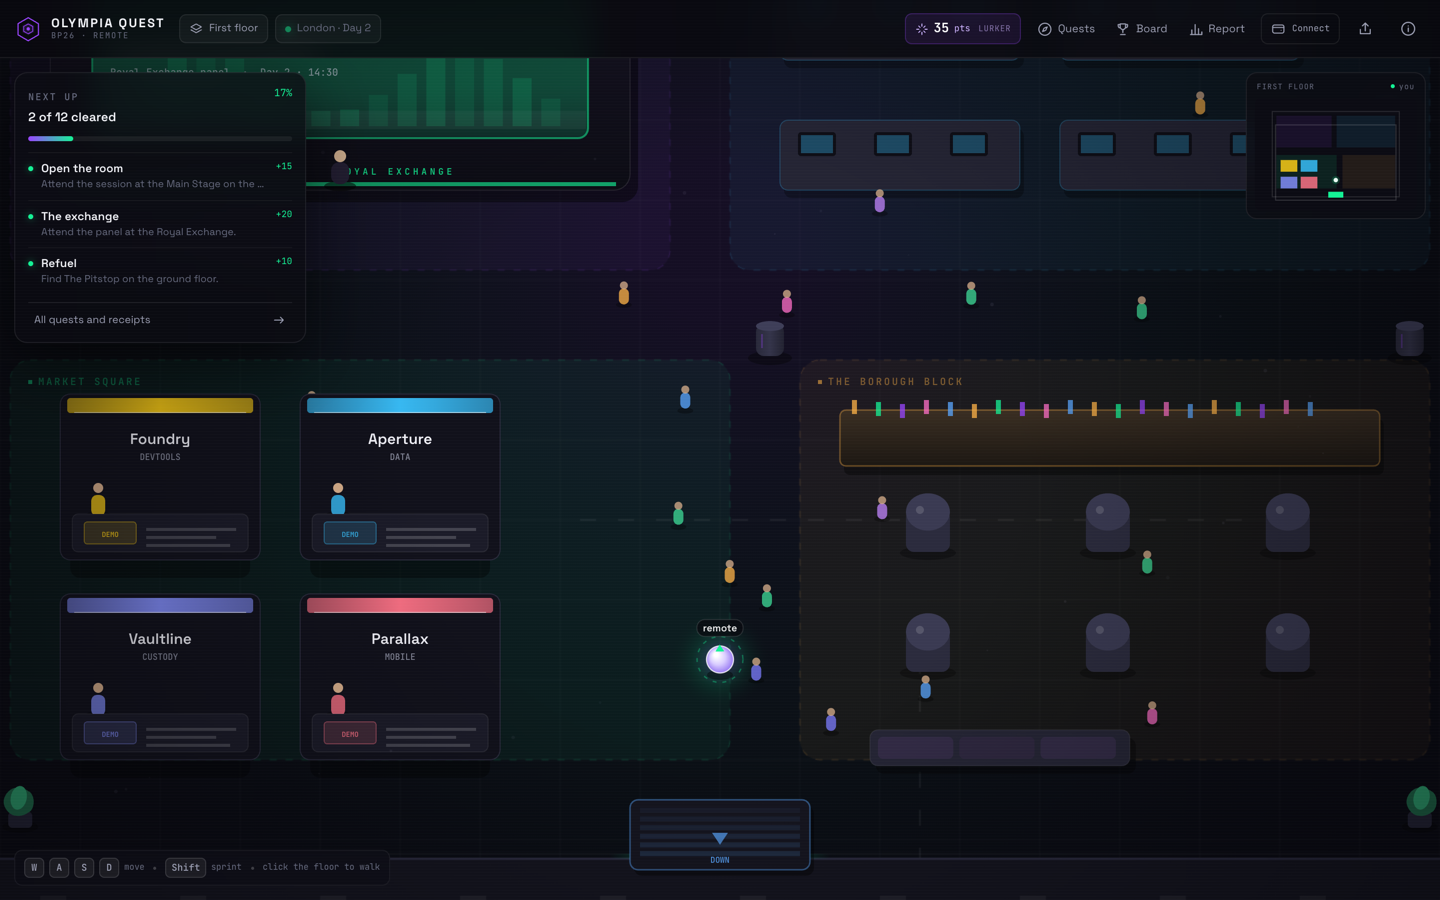 OLYMPIA QUEST
BP26 · REMOTE
First floor
London · Day 2
35 pts LURKER
Quests
Board
Report
Connect
Royal Exchange panel · Day 2 · 14:30
ROYAL EXCHANGE
NEXT UP
17%
2 of 12 cleared
Open the room
+15
Attend the session at the Main Stage on the …
The exchange
+20
Attend the panel at the Royal Exchange.
Refuel
+10
Find The Pitstop on the ground floor.
All quests and receipts
FIRST FLOOR
you
MARKET SQUARE
THE BOROUGH BLOCK
Foundry
DEVTOOLS
DEMO
Aperture
DATA
DEMO
Vaultline
CUSTODY
DEMO
Parallax
MOBILE
DEMO
remote
DOWN
W A S D move · Shift sprint · click the floor to walk